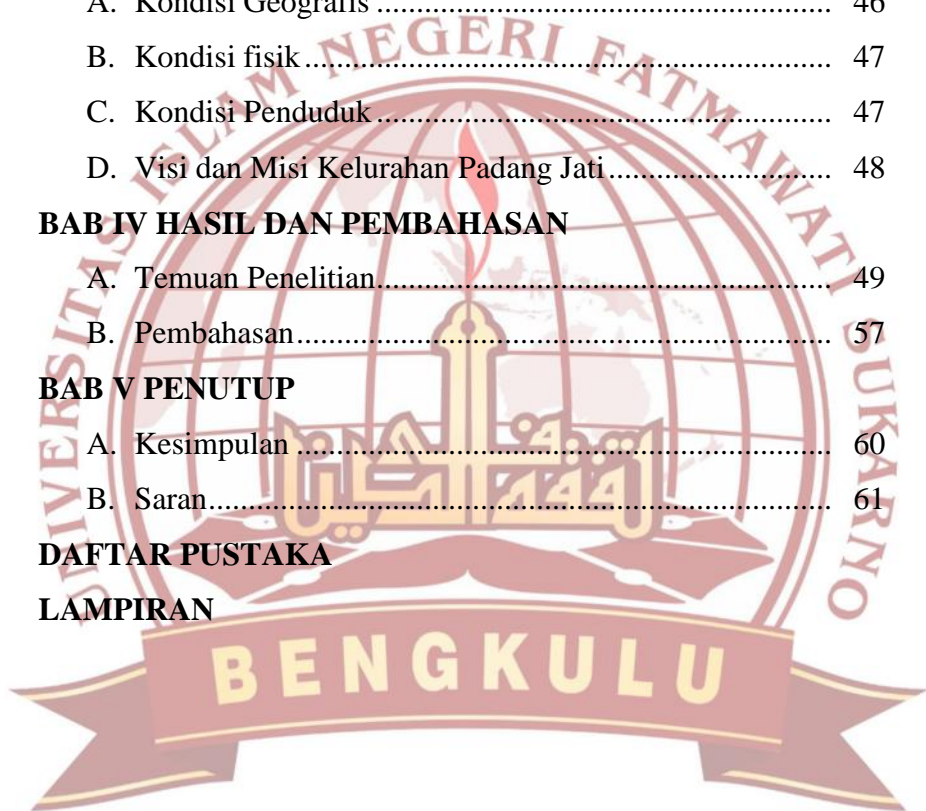 A. Kondisi Geografis ................................................................ 46
B. Kondisi fisik ................................................................ 47
C. Kondisi Penduduk ................................................................ 47
D. Visi dan Misi Kelurahan Padang Jati ................................ 48
BAB IV HASIL DAN PEMBAHASAN
A. Temuan Penelitian ................................................................ 49
B. Pembahasan ................................................................ 57
BAB V PENUTUP
A. Kesimpulan ................................................................ 60
B. Saran ................................................................ 61
DAFTAR PUSTAKA
LAMPIRAN
UNIVERSITAS ISLAM NEGERI FATMAWATI SUKARNO
BENGKULU